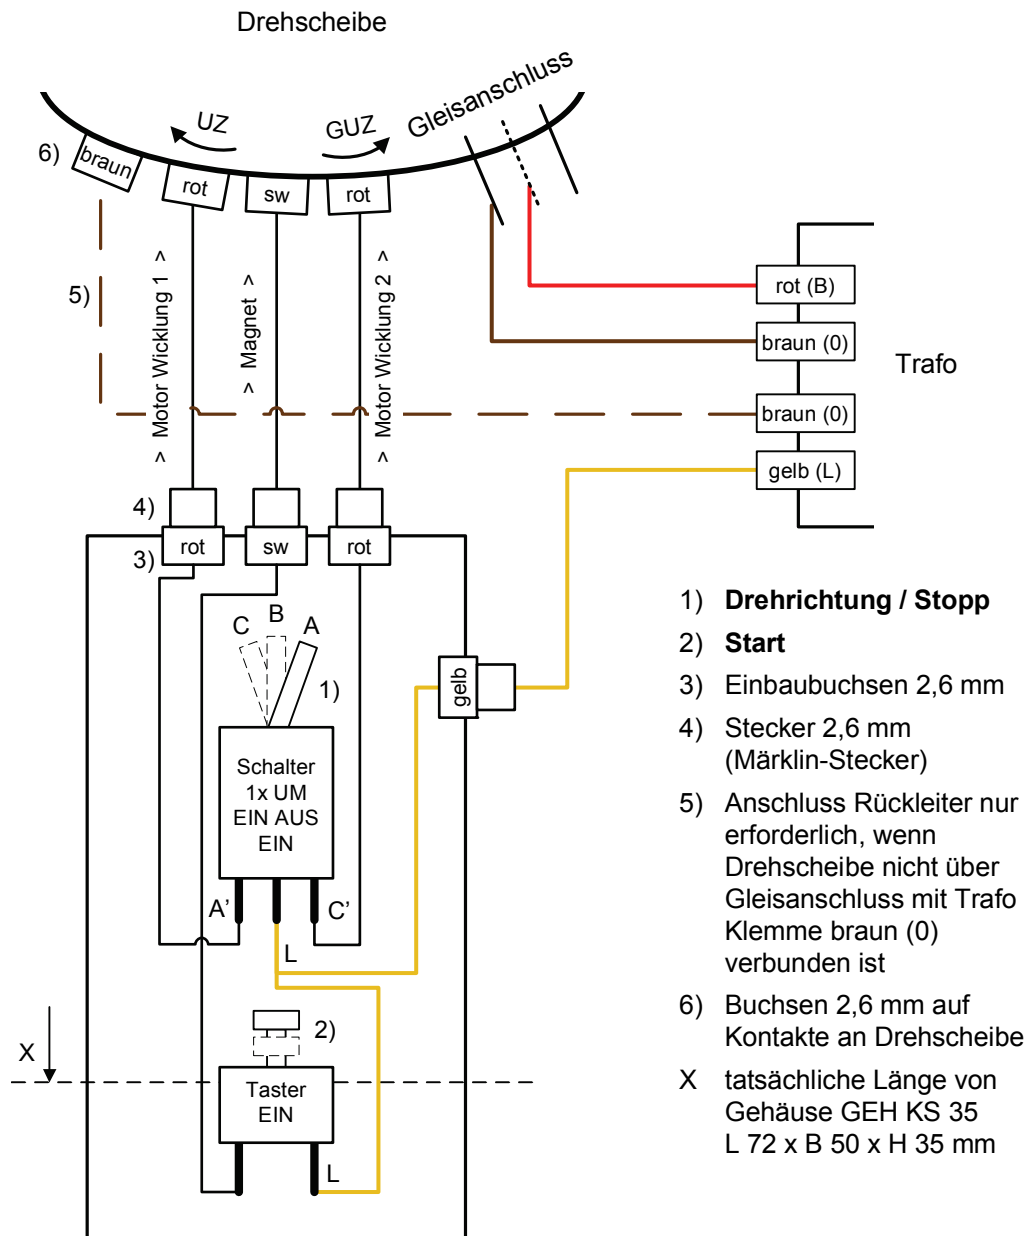 Drehscheibe
UZ
GUZ
Gleisanschluss
6)
braun
rot
sw
rot
5)
> Motor Wicklung 1 >
> Magnet >
> Motor Wicklung 2 >
rot (B)
braun (0)
braun (0)
gelb (L)
Trafo
4)
3)
rot
sw
rot
C
B
A
1)
gelb
Schalter
1x UM
EIN AUS
EIN
A'
C'
L
2)
X
Taster
EIN
L
1) Drehrichtung / Stopp
2) Start
3) Einbaubuchsen 2,6 mm
4) Stecker 2,6 mm
(Märklin-Stecker)
5) Anschluss Rückleiter nur
erforderlich, wenn
Drehscheibe nicht über
Gleisanschluss mit Trafo
Klemme braun (0)
verbunden ist
6) Buchsen 2,6 mm auf
Kontakte an Drehscheibe
X tatsächliche Länge von
Gehäuse GEH KS 35
L 72 x B 50 x H 35 mm